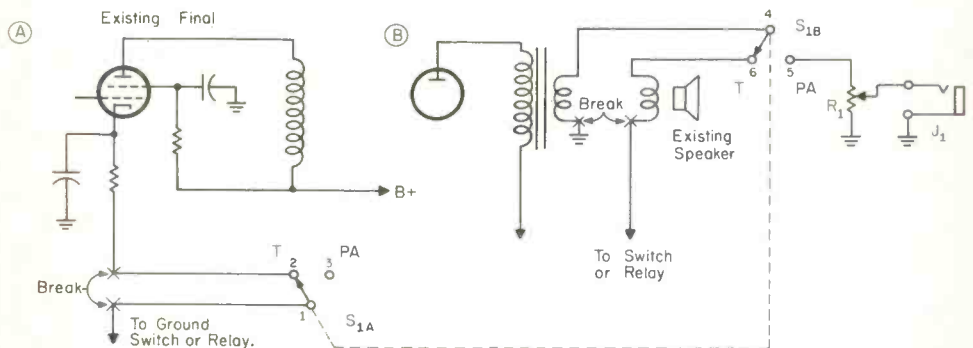 A
Existing Final
B+
T
2
PA
3
Break
1
S1A
To Ground
Switch or Relay.
B
4
S1B
6
T
5
PA
Break
Existing
Speaker
R1
J1
To Switch
or Relay